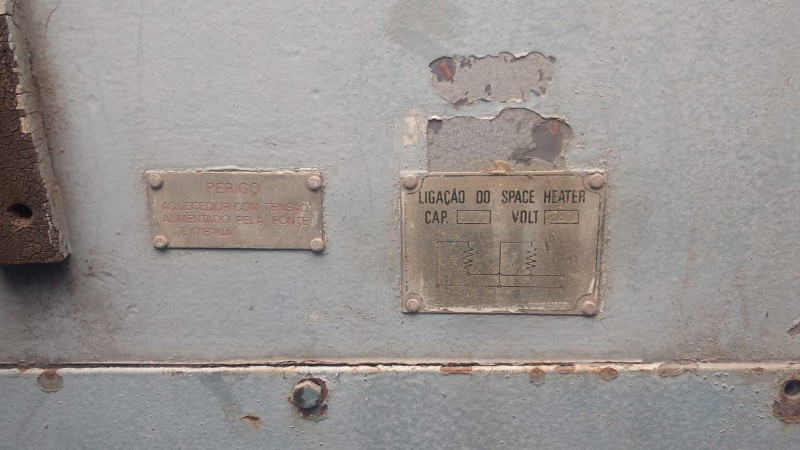 PERIGO
AQUECEDOR COM TENSÃO
ALIMENTADO PELA FONTE
EXTERNA
LIGAÇÃO DO SPACE HEATER
CAP. VOLT